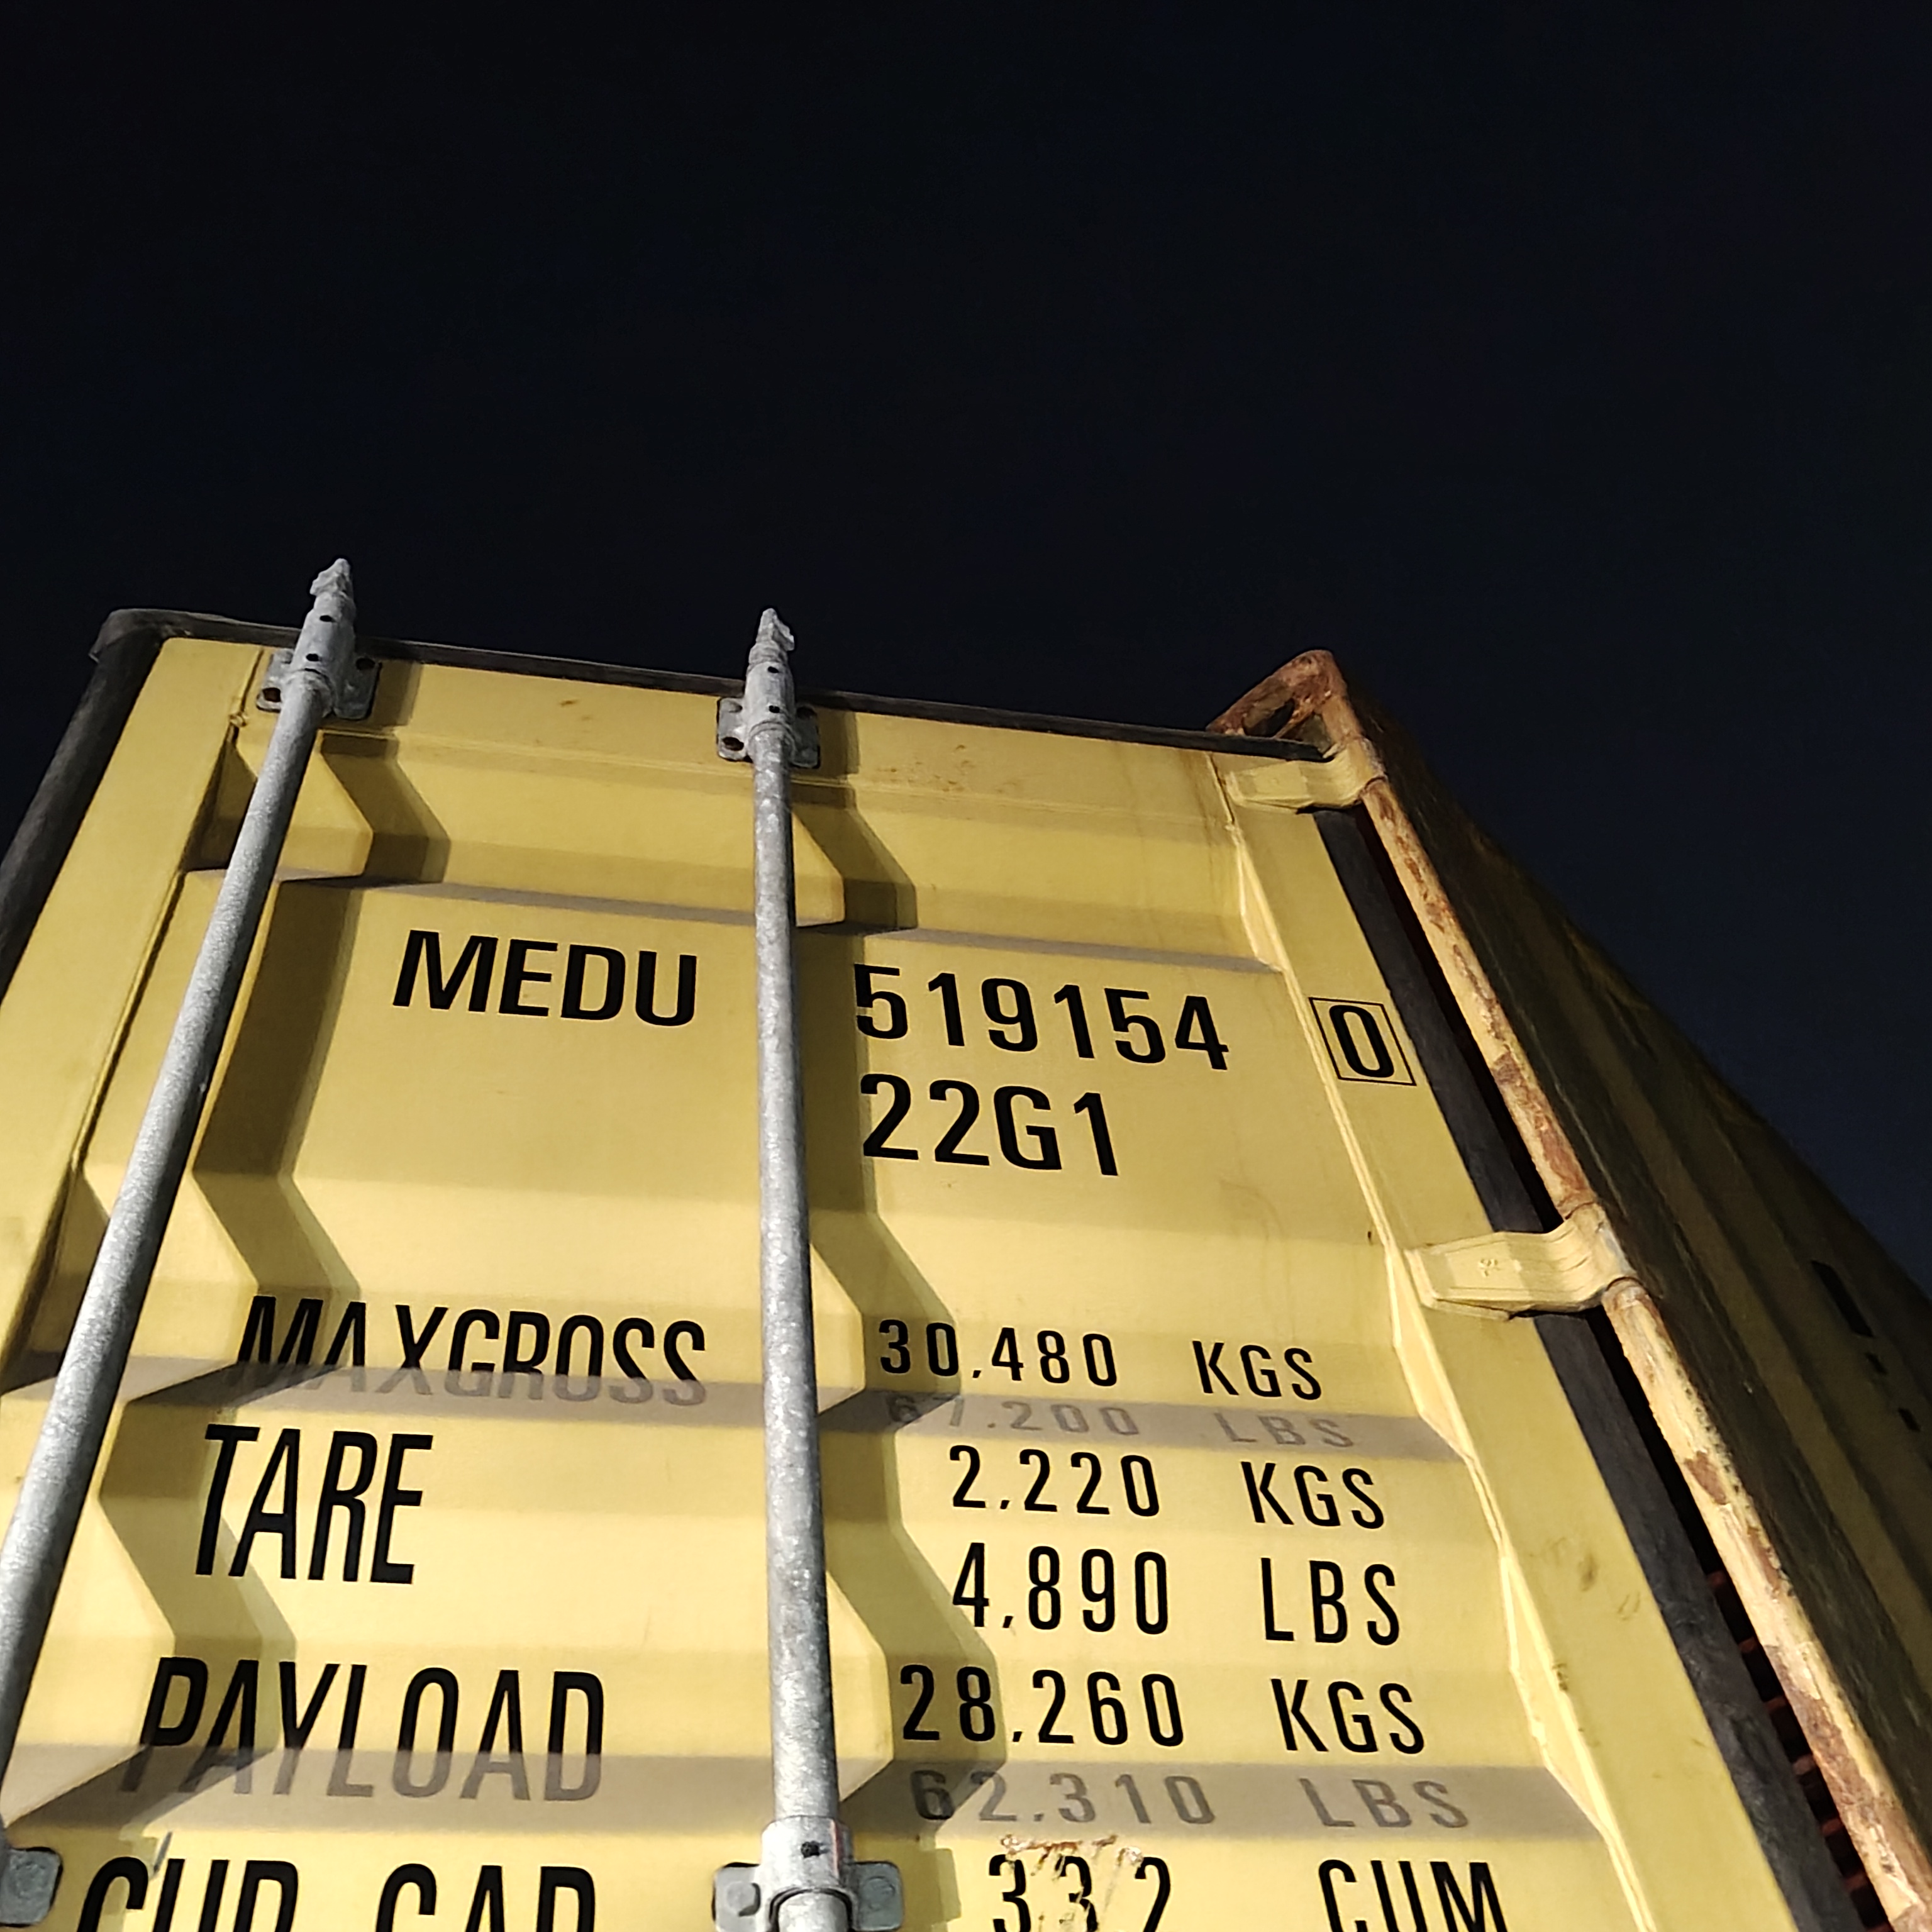 MEDU 519154 0
22G1
MAXGROSS 30.480 KGS
67.200 LBS
TARE 2.220 KGS
4.890 LBS
PAYLOAD 28.260 KGS
62.310 LBS
CUB. CAP. 33.2 CUM